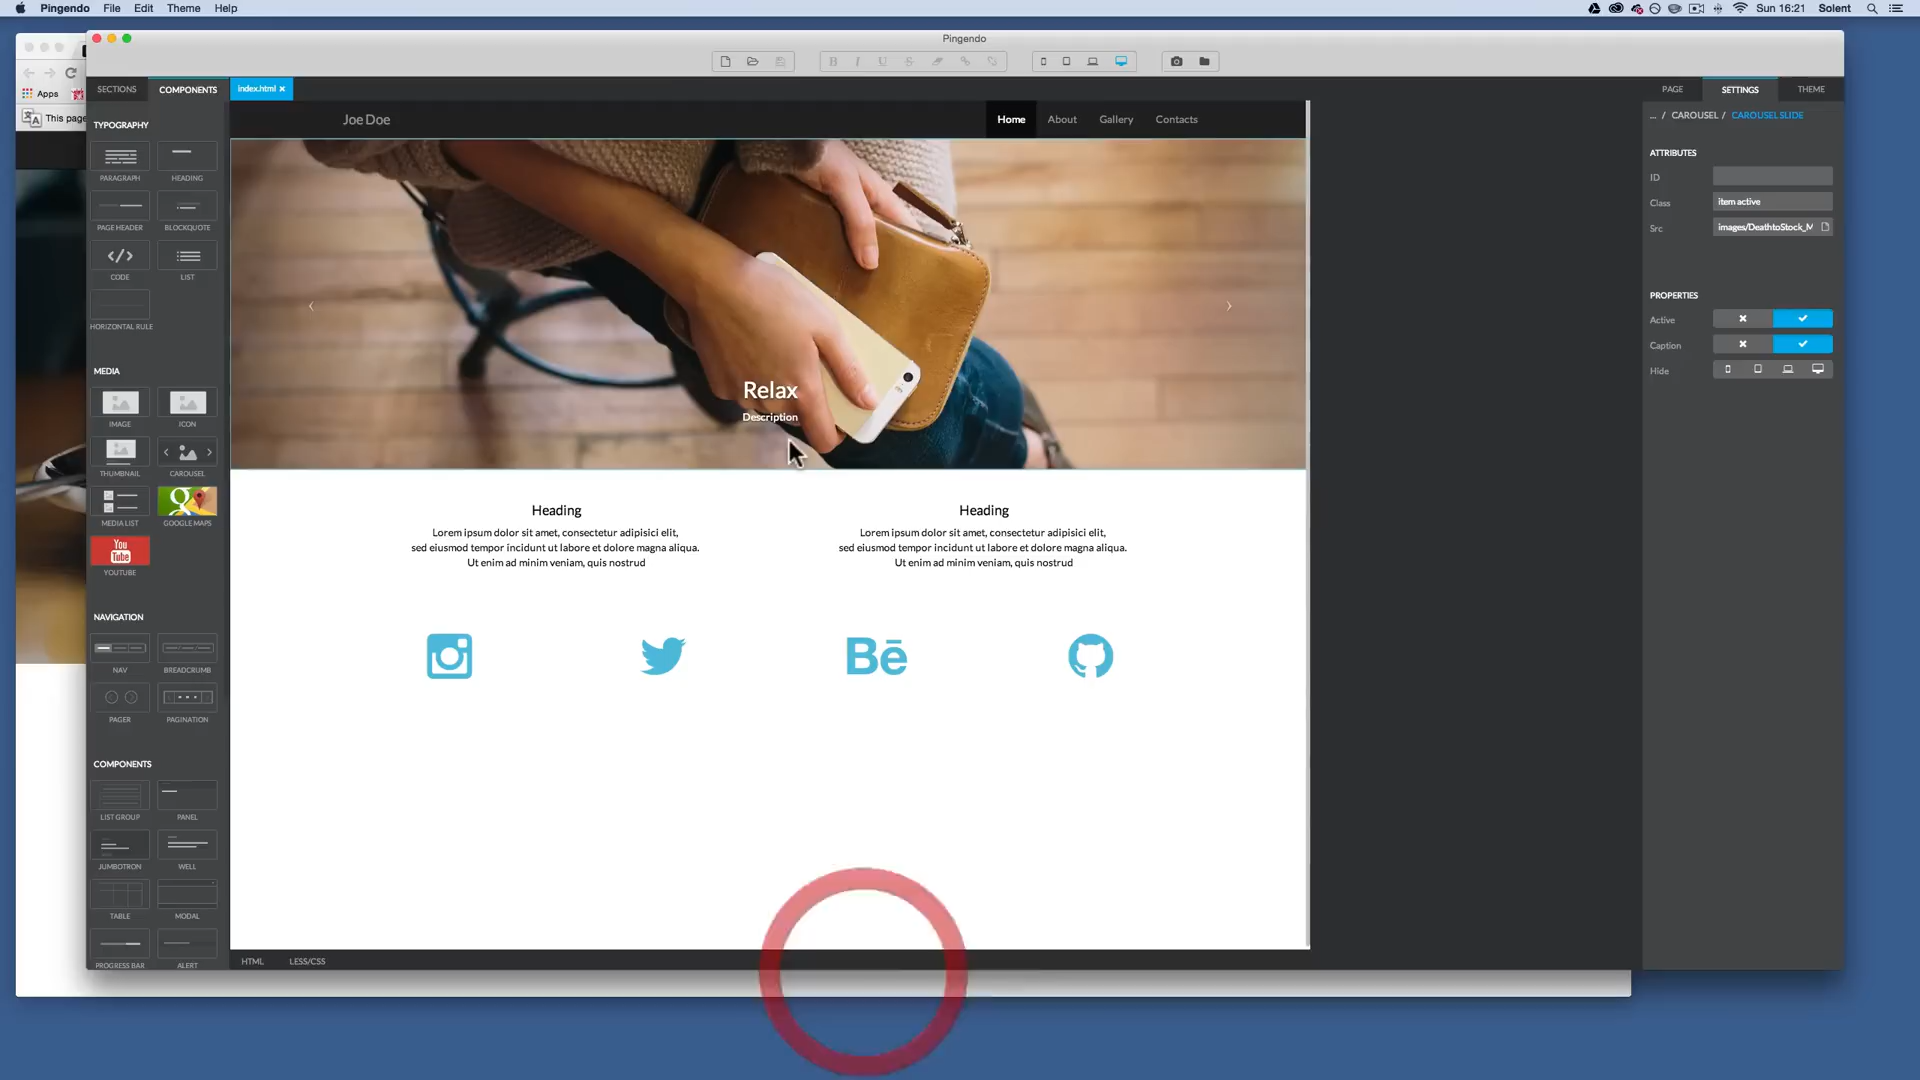 Pingendo File Edit Theme Help
Sun 16:21 Solent
Pingendo
Apps
This page
SECTIONS COMPONENTS
index.html ×
PAGE SETTINGS THEME
... / CAROUSEL / CAROUSEL SLIDE
Joe Doe
Home About Gallery Contacts
TYPOGRAPHY
PARAGRAPH HEADING
PAGE HEADER BLOCKQUOTE
</>
CODE LIST
HORIZONTAL RULE
MEDIA
IMAGE ICON
THUMBNAIL CAROUSEL
g
MEDIA LIST GOOGLE MAPS
You
Tube
YOUTUBE
NAVIGATION
NAV BREADCRUMB
PAGER PAGINATION
COMPONENTS
LIST GROUP PANEL
JUMBOTRON WELL
TABLE MODAL
PROGRESS BAR ALERT
Relax
Description
Heading
Lorem ipsum dolor sit amet, consectetur adipisici elit,
sed eiusmod tempor incidunt ut labore et dolore magna aliqua.
Ut enim ad minim veniam, quis nostrud
Heading
Lorem ipsum dolor sit amet, consectetur adipisici elit,
sed eiusmod tempor incidunt ut labore et dolore magna aliqua.
Ut enim ad minim veniam, quis nostrud
Bē
HTML LESS/CSS
ATTRIBUTES
ID
Class item active
Src images/DeathtoStock_M
PROPERTIES
Active
Caption
Hide
B I U S